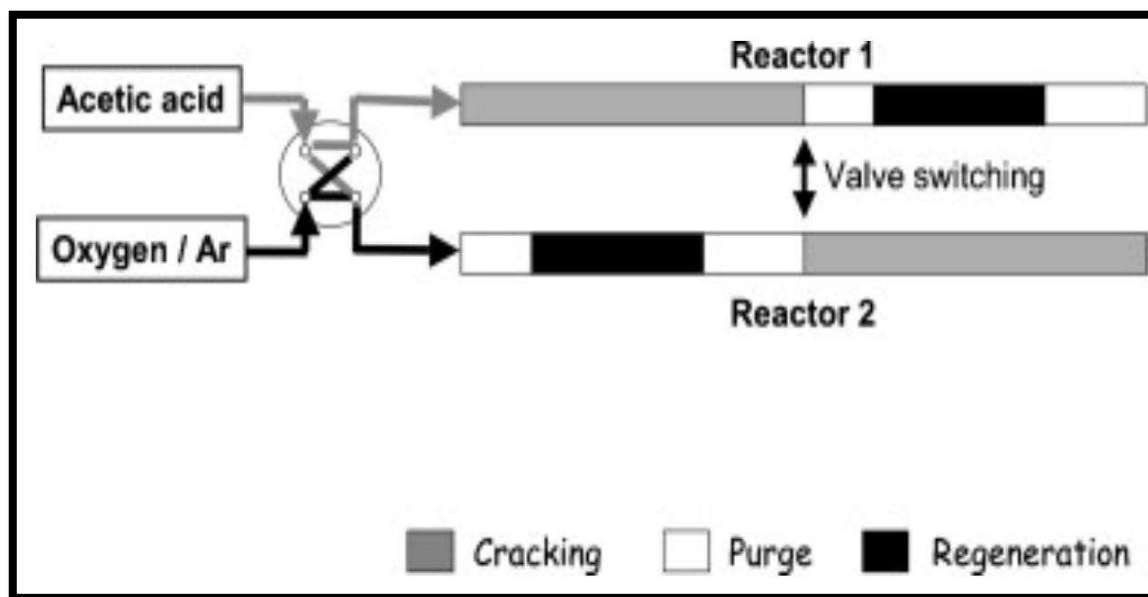 Reactor 1
Acetic acid
Valve switching
Oxygen / Ar
Reactor 2
Cracking
Purge
Regeneration